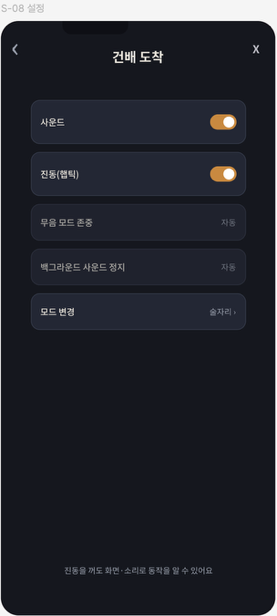 S-08 설정
건배 도착
X
사운드
진동(햅틱)
무음 모드 존중 자동
백그라운드 사운드 정지 자동
모드 변경 술자리 ›
진동을 꺼도 화면·소리로 동작을 알 수 있어요